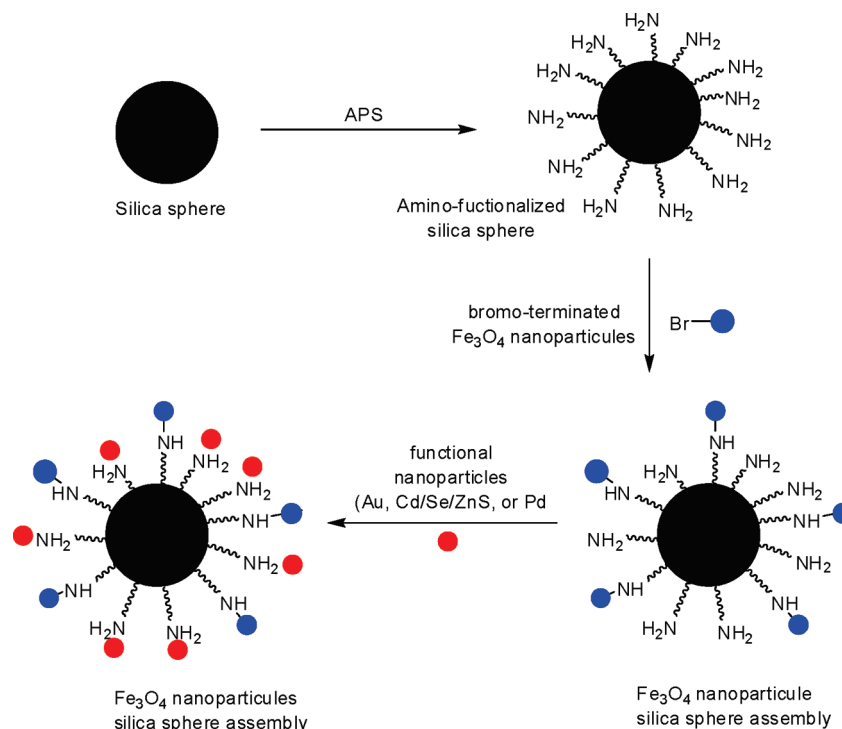 H₂N
H₂N
NH₂
H₂N
NH₂
NH₂
NH₂
NH₂
NH₂
NH₂
H₂N
NH₂
APS
Silica sphere
Amino-fuctionalized
silica sphere
bromo-terminated
Fe₃O₄ nanoparticules
Br
NH
H₂N
NH₂
HN
NH₂
NH
NH₂
NH₂
NH
NH
H₂N
NH₂
functional
nanoparticles
(Au, Cd/Se/ZnS, or Pd
NH
H₂N
NH₂
HN
NH₂
NH
NH₂
NH₂
NH
NH
H₂N
NH₂
Fe₃O₄ nanoparticules
silica sphere assembly
Fe₃O₄ nanoparticule
silica sphere assembly